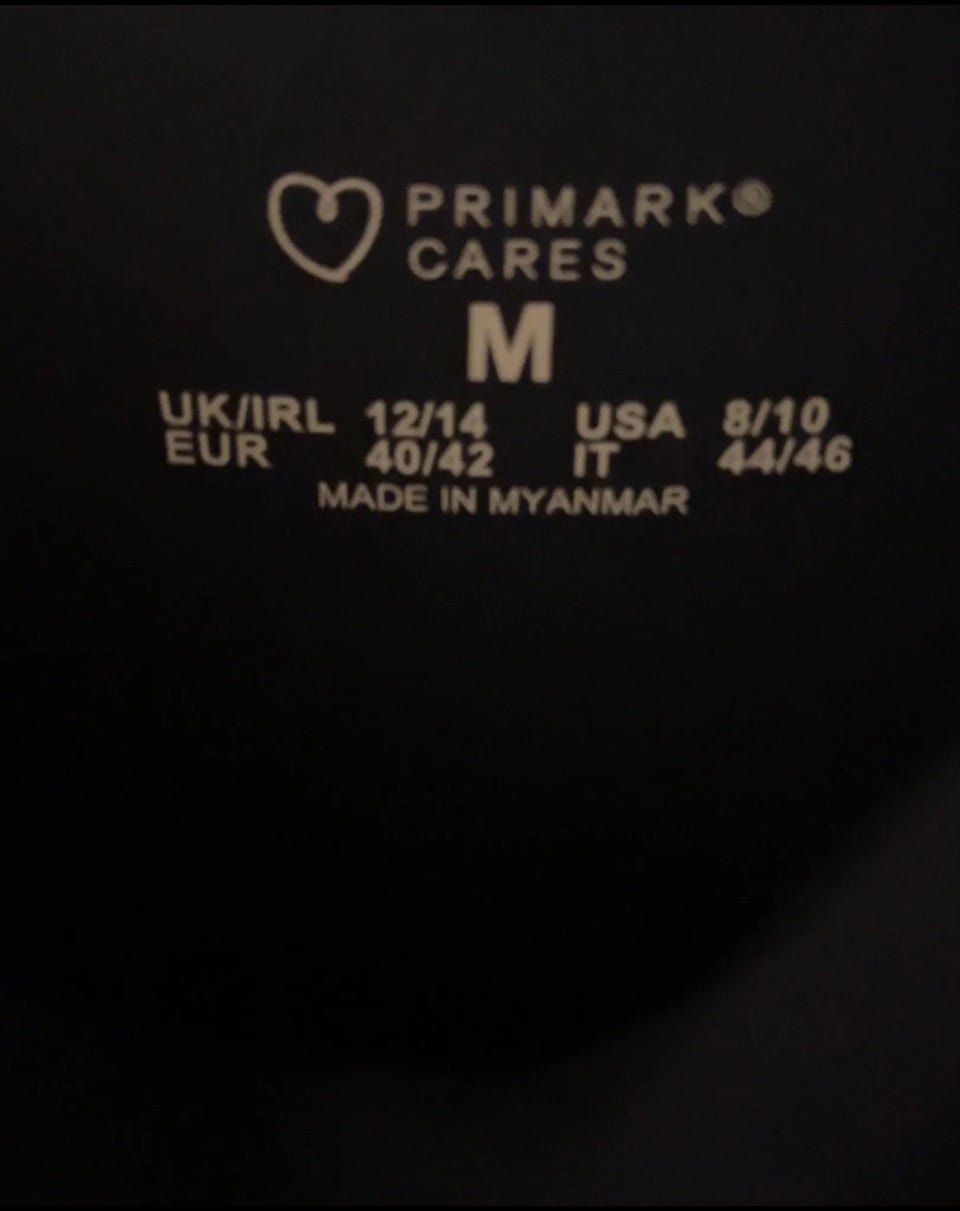 PRIMARK®
CARES
M
UK/IRL 12/14 USA 8/10
EUR 40/42 IT 44/46
MADE IN MYANMAR